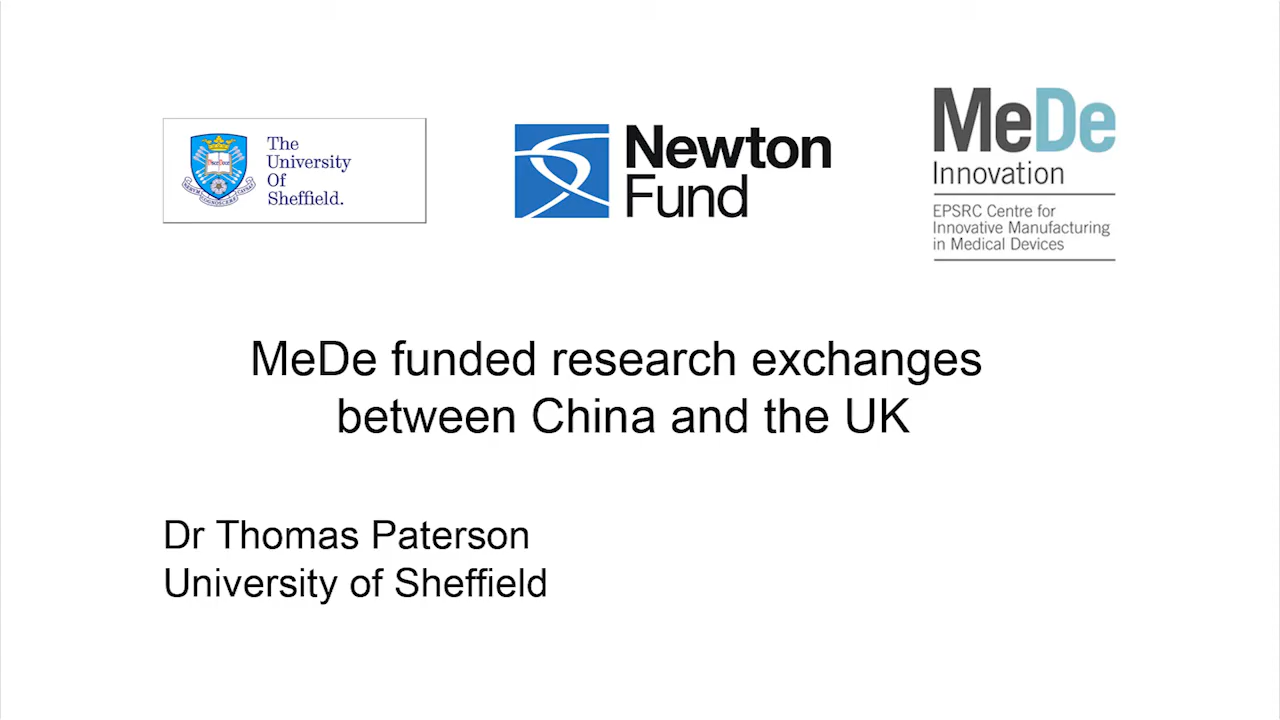 The
University
Of
Sheffield.
Newton
Fund
MeDe
Innovation
EPSRC Centre for
Innovative Manufacturing
in Medical Devices
MeDe funded research exchanges
between China and the UK
Dr Thomas Paterson
University of Sheffield